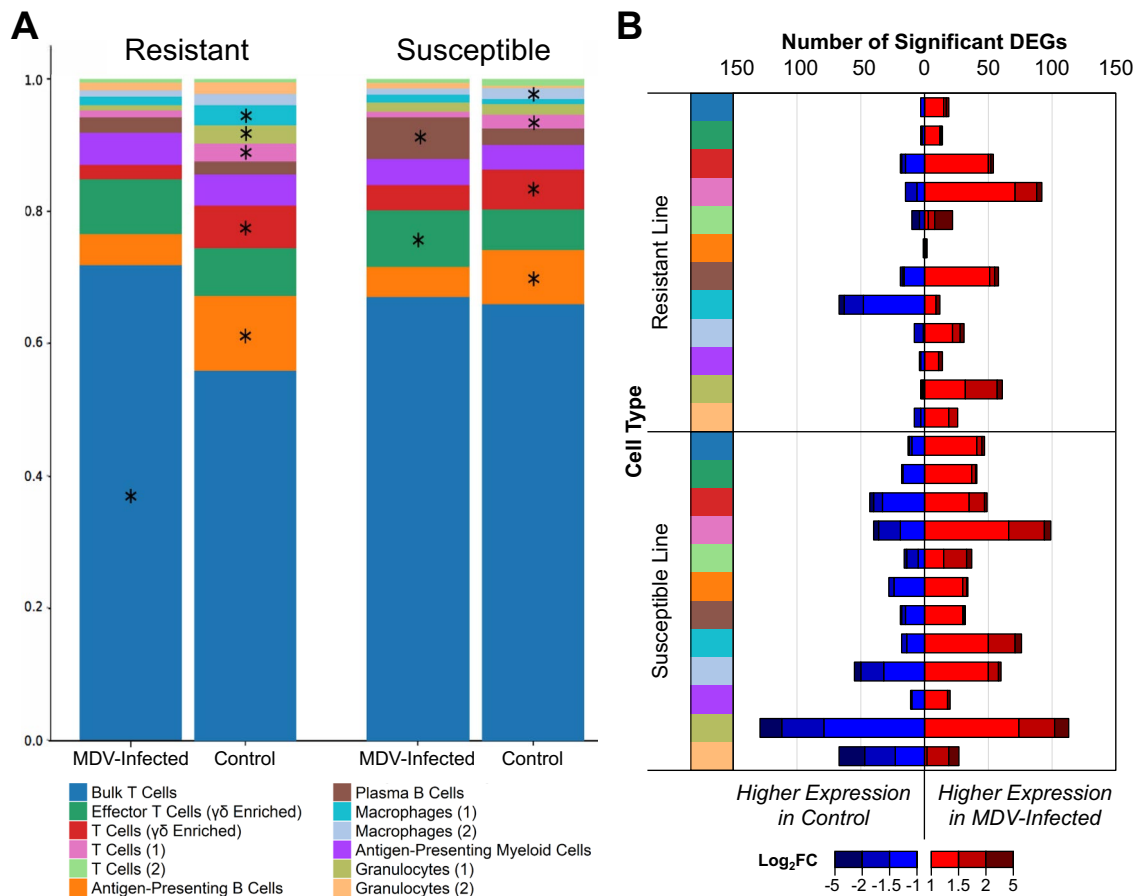 A
Resistant
Susceptible
1.0
0.8
0.6
0.4
0.2
0.0
*
*
*
*
*
*
*
*
*
*
*
*
MDV-Infected
Control
MDV-Infected
Control
Bulk T Cells
Effector T Cells (γδ Enriched)
T Cells (γδ Enriched)
T Cells (1)
T Cells (2)
Antigen-Presenting B Cells
Plasma B Cells
Macrophages (1)
Macrophages (2)
Antigen-Presenting Myeloid Cells
Granulocytes (1)
Granulocytes (2)
B
Number of Significant DEGs
150 100 50 0 50 100 150
Cell Type
Resistant Line
Susceptible Line
Higher Expression
in Control
Higher Expression
in MDV-Infected
Log₂FC
-5 -2 -1.5 -1 1 1.5 2 5